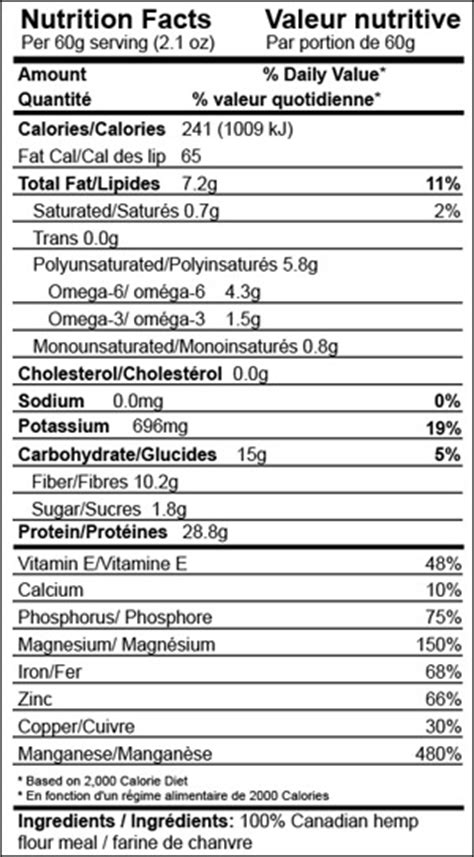 Nutrition Facts Valeur nutritive
Per 60g serving (2.1 oz) Par portion de 60g
Amount % Daily Value*
Quantité % valeur quotidienne*
Calories/Calories 241 (1009 kJ)
Fat Cal/Cal des lip 65
Total Fat/Lipides 7.2g 11%
Saturated/Saturés 0.7g 2%
Trans 0.0g
Polyunsaturated/Polyinsaturés 5.8g
Omega-6/ oméga-6 4.3g
Omega-3/ oméga-3 1.5g
Monounsaturated/Monoinsaturés 0.8g
Cholesterol/Cholestérol 0.0g
Sodium 0.0mg 0%
Potassium 696mg 19%
Carbohydrate/Glucides 15g 5%
Fiber/Fibres 10.2g
Sugar/Sucres 1.8g
Protein/Protéines 28.8g
Vitamin E/Vitamine E 48%
Calcium 10%
Phosphorus/ Phosphore 75%
Magnesium/ Magnésium 150%
Iron/Fer 68%
Zinc 66%
Copper/Cuivre 30%
Manganese/Manganèse 480%
* Based on 2,000 Calorie Diet
* En fonction d'un régime alimentaire de 2000 Calories
Ingredients / Ingrédients: 100% Canadian hemp
flour meal / farine de chanvre